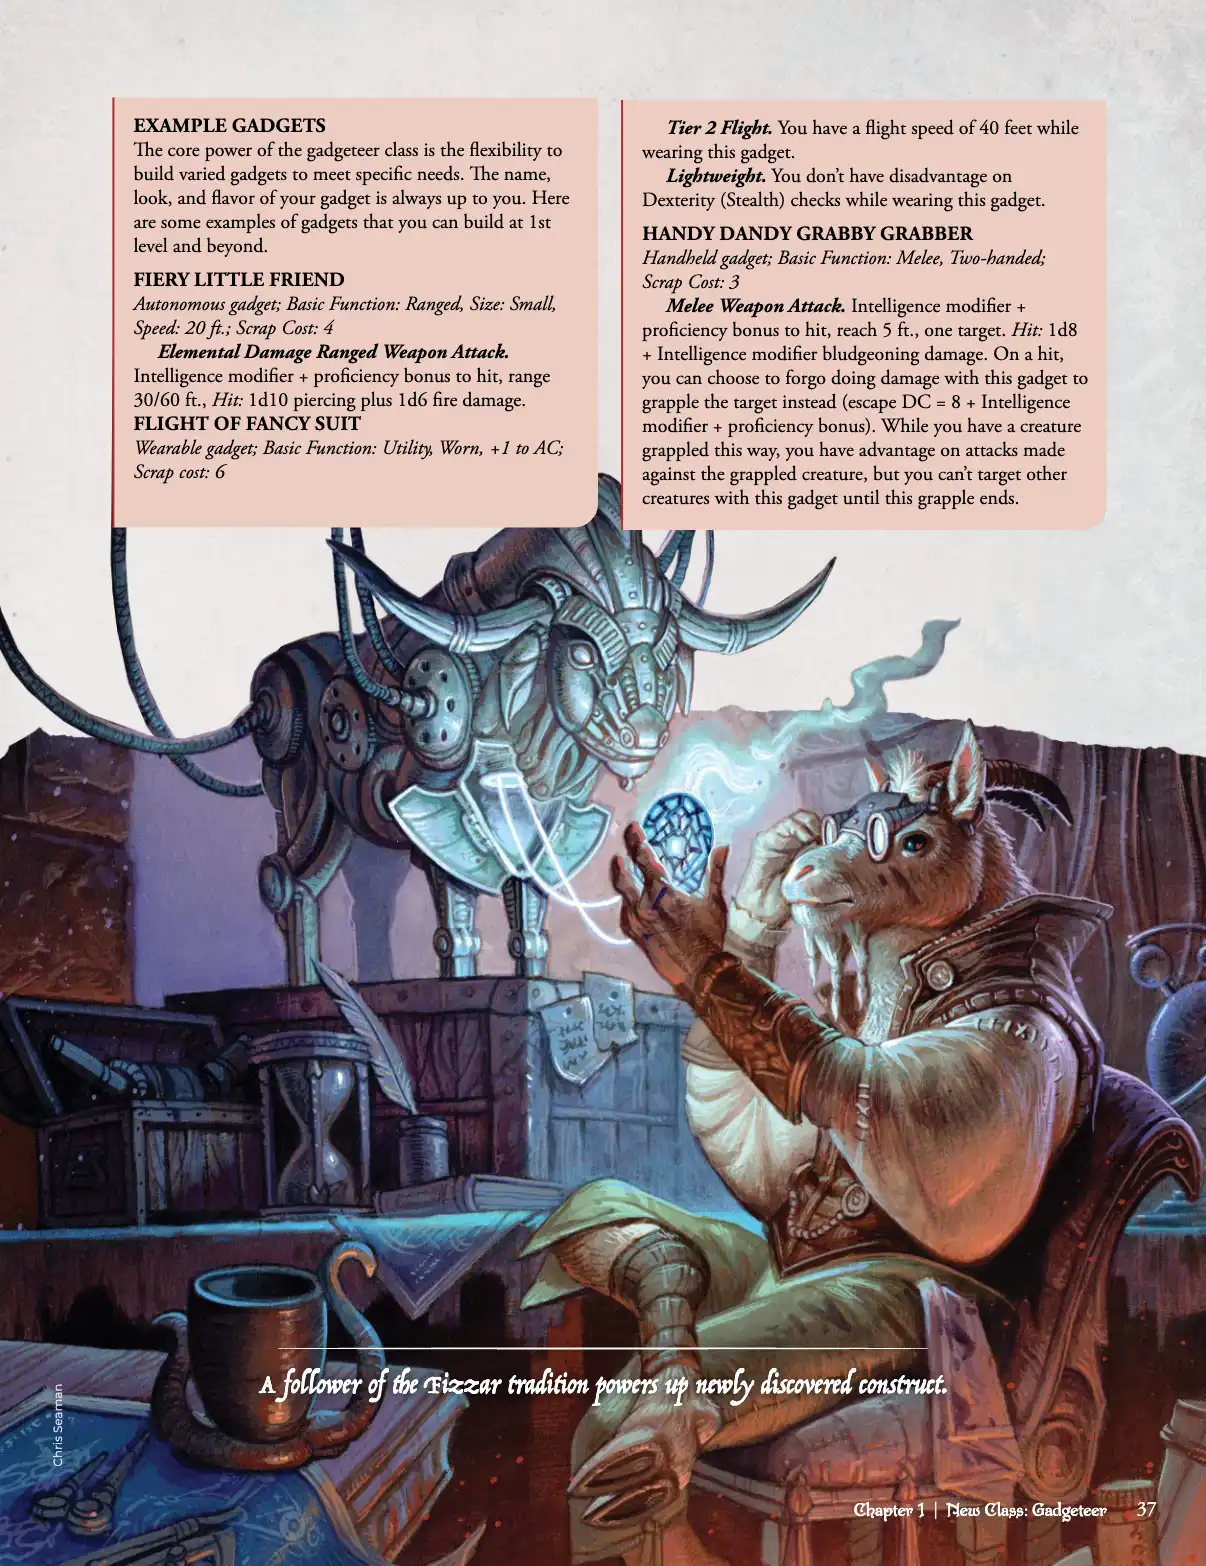 EXAMPLE GADGETS
The core power of the gadgeteer class is the flexibility to
build varied gadgets to meet specific needs. The name,
look, and flavor of your gadget is always up to you. Here
are some examples of gadgets that you can build at 1st
level and beyond.
FIERY LITTLE FRIEND
Autonomous gadget; Basic Function: Ranged, Size: Small,
Speed: 20 ft.; Scrap Cost: 4
Elemental Damage Ranged Weapon Attack.
Intelligence modifier + proficiency bonus to hit, range
30/60 ft., Hit: 1d10 piercing plus 1d6 fire damage.
FLIGHT OF FANCY SUIT
Wearable gadget; Basic Function: Utility, Worn, +1 to AC;
Scrap cost: 6
Tier 2 Flight. You have a flight speed of 40 feet while
wearing this gadget.
Lightweight. You don’t have disadvantage on
Dexterity (Stealth) checks while wearing this gadget.
HANDY DANDY GRABBY GRABBER
Handheld gadget; Basic Function: Melee, Two-handed;
Scrap Cost: 3
Melee Weapon Attack. Intelligence modifier +
proficiency bonus to hit, reach 5 ft., one target. Hit: 1d8
+ Intelligence modifier bludgeoning damage. On a hit,
you can choose to forgo doing damage with this gadget to
grapple the target instead (escape DC = 8 + Intelligence
modifier + proficiency bonus). While you have a creature
grappled this way, you have advantage on attacks made
against the grappled creature, but you can’t target other
creatures with this gadget until this grapple ends.
A follower of the Fizzar tradition powers up newly discovered construct.
Chris Seaman
Chapter 1 | New Class: Gadgeteer 37